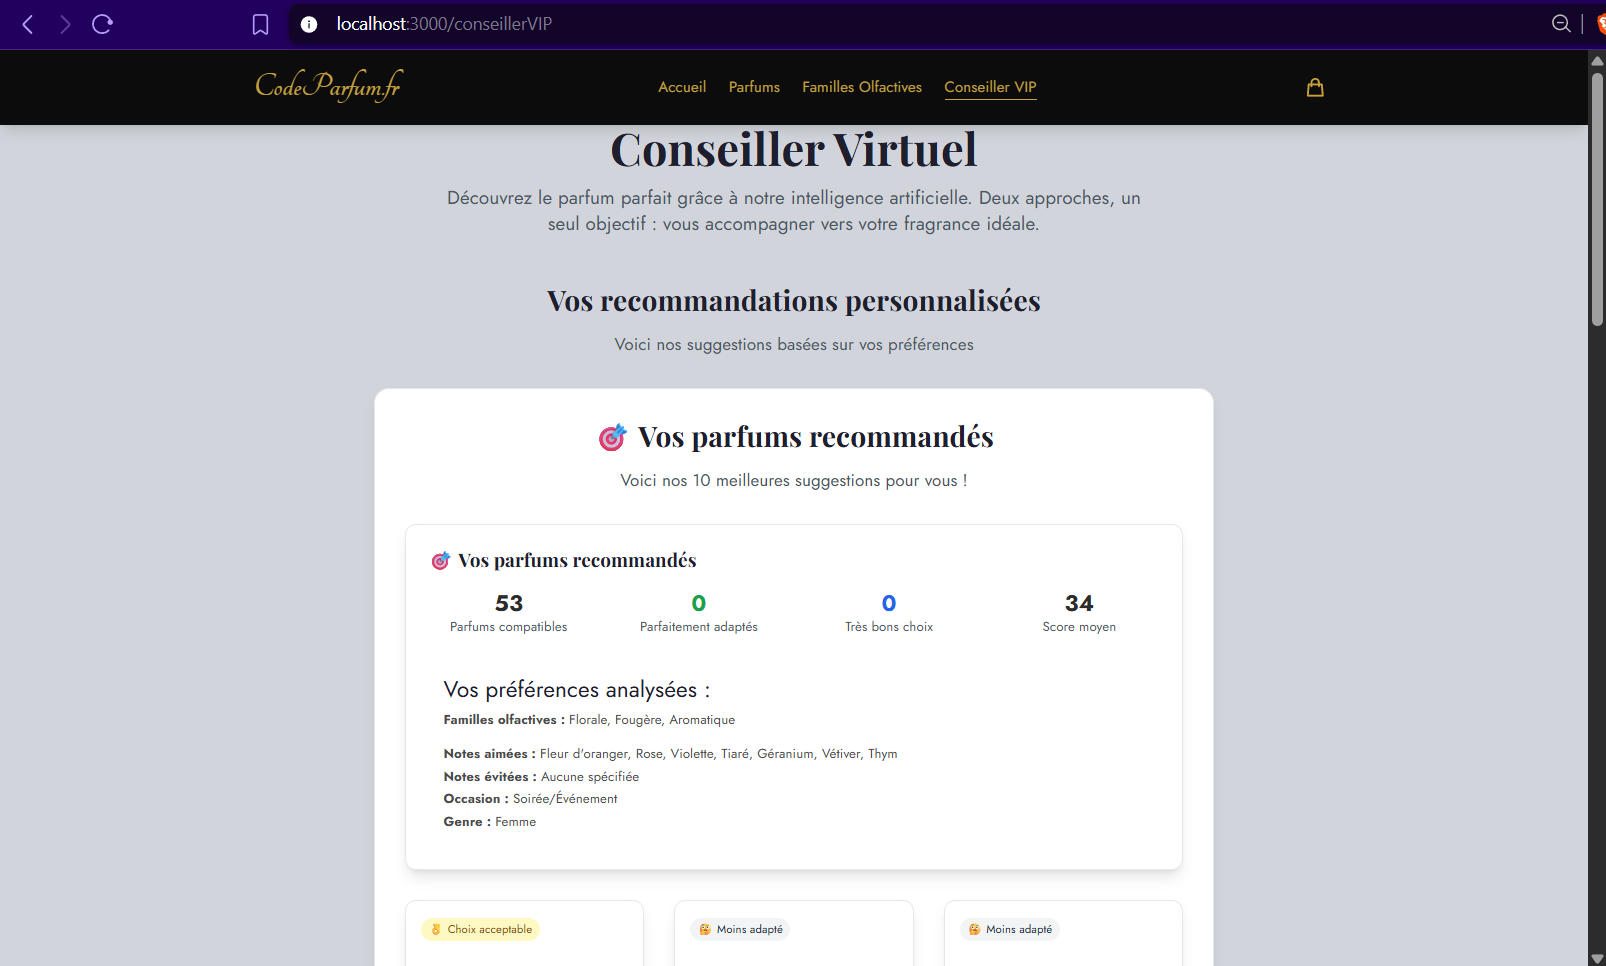 localhost:3000/conseillerVIP
CodeParfum.fr
Accueil Parfums Familles Olfactives Conseiller VIP
Conseiller Virtuel
Découvrez le parfum parfait grâce à notre intelligence artificielle. Deux approches, un
seul objectif : vous accompagner vers votre fragrance idéale.
Vos recommandations personnalisées
Voici nos suggestions basées sur vos préférences
Vos parfums recommandés
Voici nos 10 meilleures suggestions pour vous !
Vos parfums recommandés
53 0 0 34
Parfums compatibles Parfaitement adaptés Très bons choix Score moyen
Vos préférences analysées :
Familles olfactives : Florale, Fougère, Aromatique
Notes aimées : Fleur d'oranger, Rose, Violette, Tiaré, Géranium, Vétiver, Thym
Notes évitées : Aucune spécifiée
Occasion : Soirée/Événement
Genre : Femme
Choix acceptable Moins adapté Moins adapté